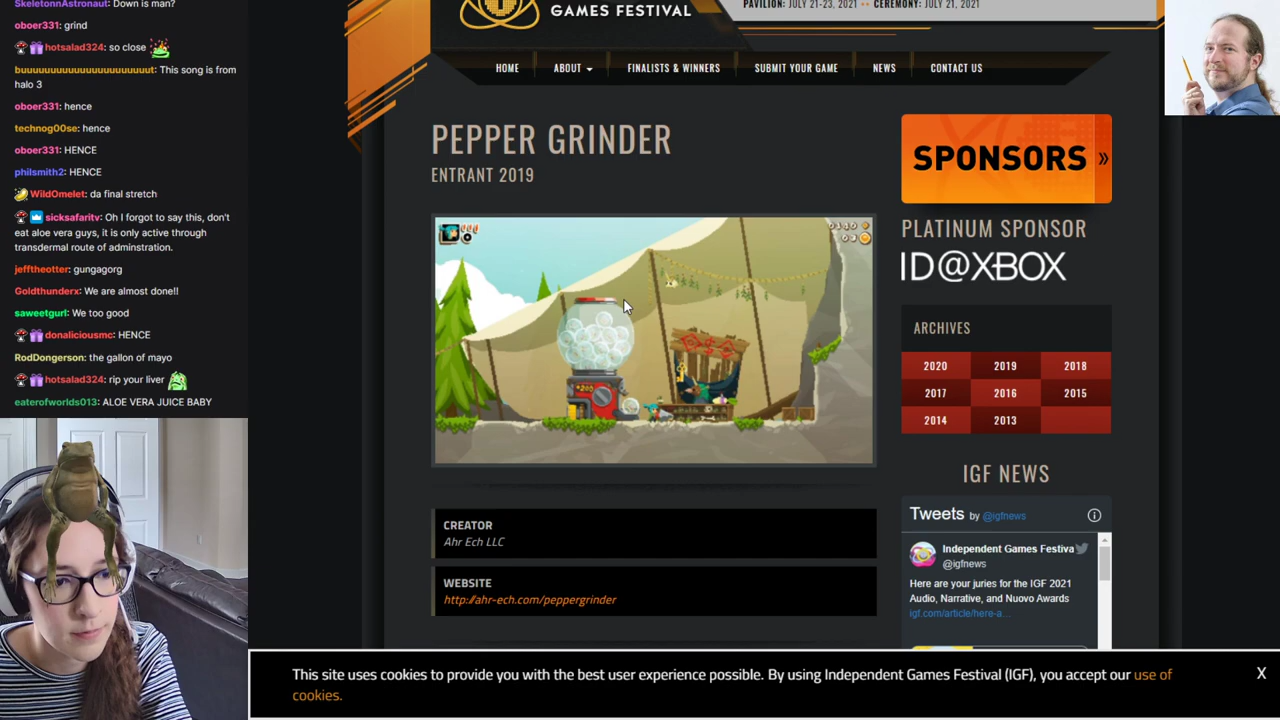 SkeletonnAstronaut: Down is man?
oboer331: grind
hotsalad324: so close
buuuuuuuuuuuuuuuuuuuuut: This song is from
halo 3
oboer331: hence
technog00se: hence
oboer331: HENCE
philsmith2: HENCE
WildOmelet: da final stretch
sicksafaritv: Oh I forgot to say this, don't
eat aloe vera guys, it is only active through
transdermal route of adminstration.
jefftheotter: gungagorg
Goldthunderx: We are almost done!!
saweetgurl: We too good
donaliciousmc: HENCE
RodDongerson: the gallon of mayo
hotsalad324: rip your liver
eaterofworlds013: ALOE VERA JUICE BABY
GAMES FESTIVAL
PAVILION: JULY 21-23, 2021 •• CEREMONY: JULY 21, 2021
HOME
ABOUT
FINALISTS & WINNERS
SUBMIT YOUR GAME
NEWS
CONTACT US
PEPPER GRINDER
ENTRANT 2019
CREATOR
Ahr Ech LLC
WEBSITE
http://ahr-ech.com/peppergrinder
SPONSORS »
PLATINUM SPONSOR
ID@XBOX
ARCHIVES
2020 2019 2018
2017 2016 2015
2014 2013
IGF NEWS
Tweets by @igfnews
Independent Games Festiva
@igfnews
Here are your juries for the IGF 2021
Audio, Narrative, and Nuovo Awards
igf.com/article/here-a...
This site uses cookies to provide you with the best user experience possible. By using Independent Games Festival (IGF), you accept our use of
cookies.
X